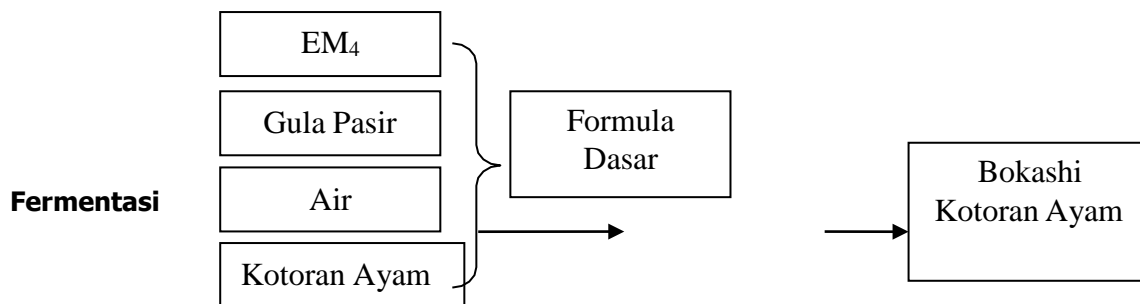 EM₄
Gula Pasir
Formula
Dasar
Fermentasi
Air
Kotoran Ayam
Bokashi
Kotoran Ayam